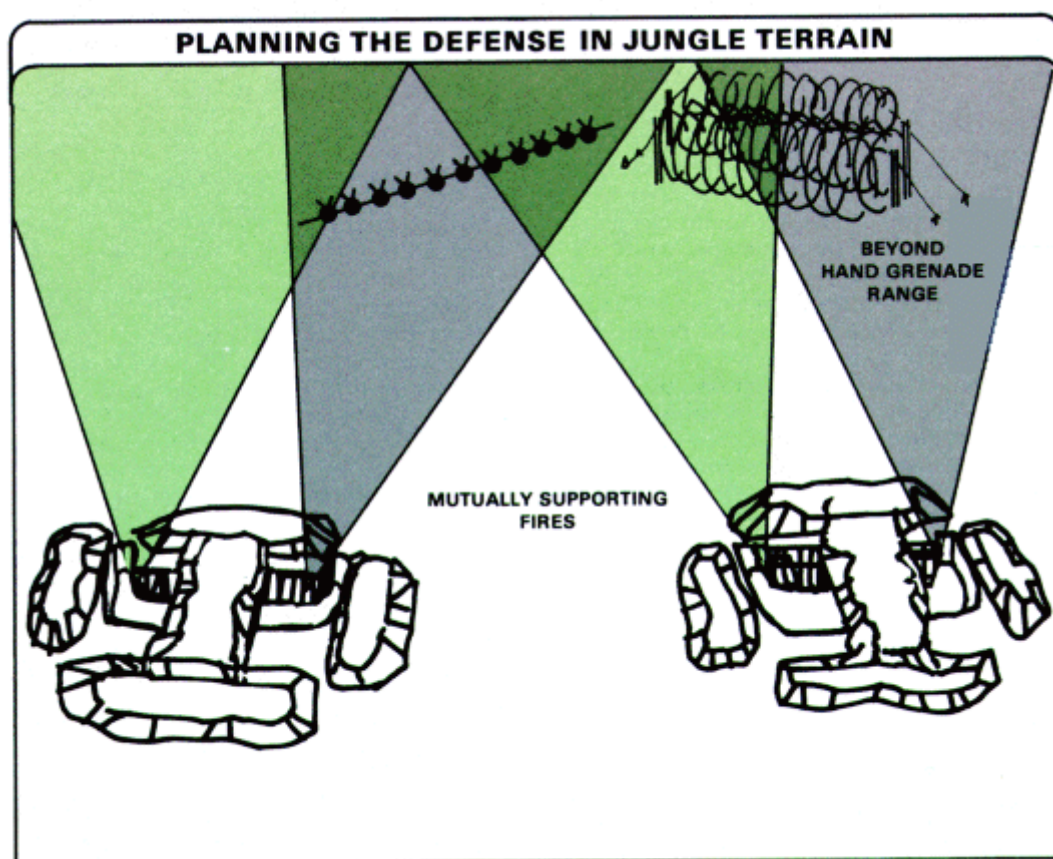 PLANNING THE DEFENSE IN JUNGLE TERRAIN
BEYOND
HAND GRENADE
RANGE
MUTUALLY SUPPORTING
FIRES